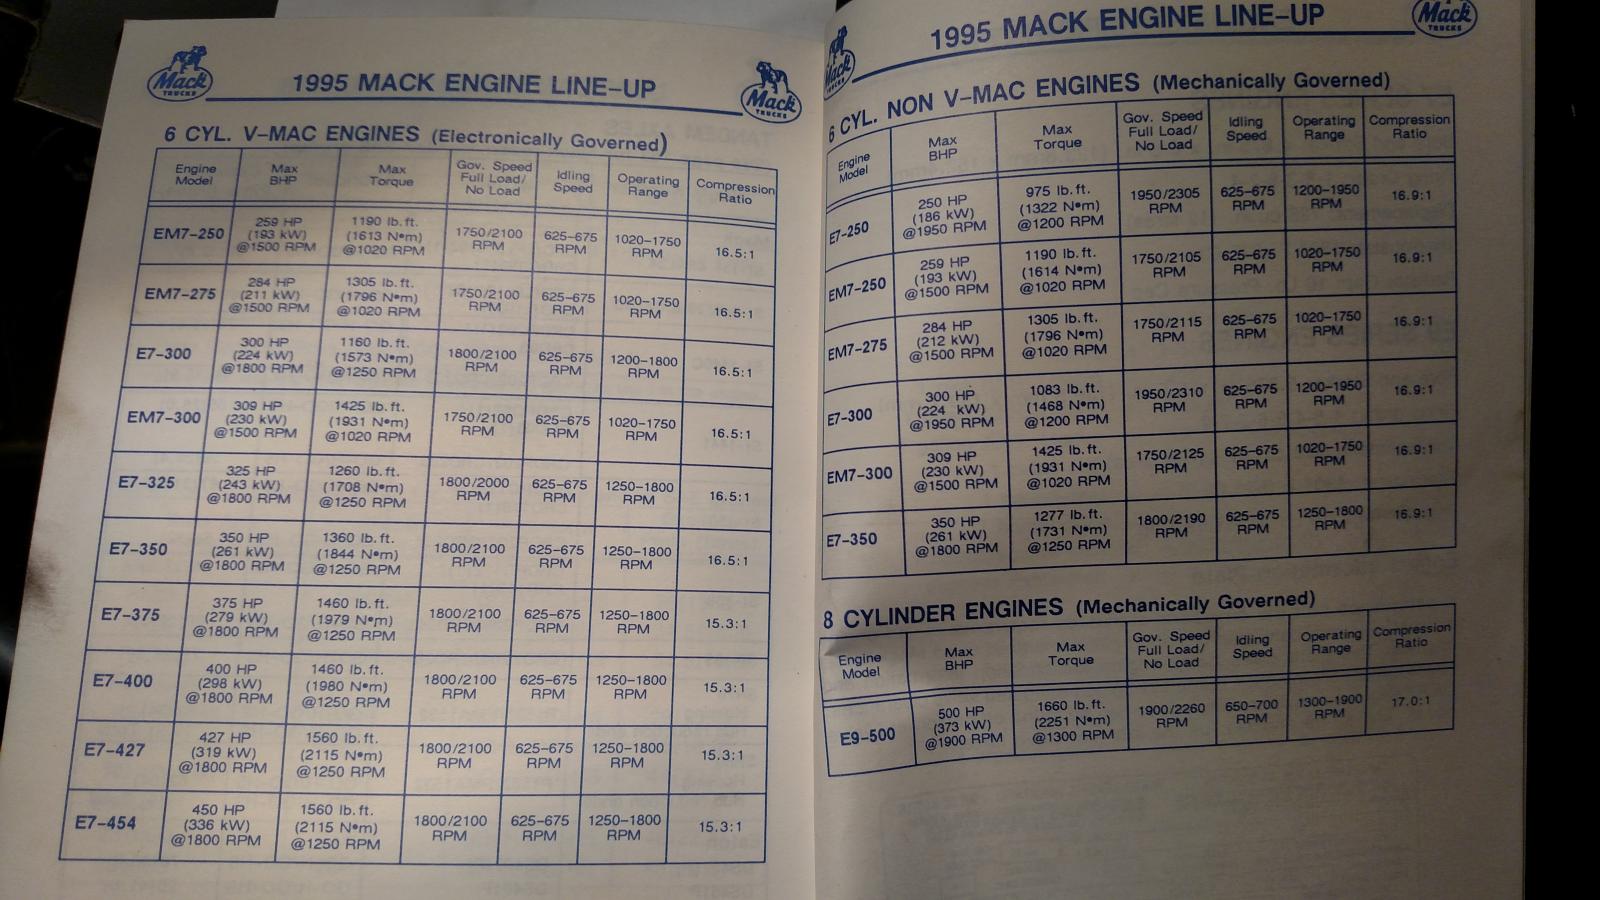 Mack
TRUCKS
1995 MACK ENGINE LINE-UP
Mack
TRUCKS
6 CYL. V-MAC ENGINES (Electronically Governed)
Engine Model | Max BHP | Max Torque | Gov. Speed Full Load/ No Load | Idling Speed | Operating Range | Compression Ratio
EM7-250 | 259 HP (193 kW) @1500 RPM | 1190 lb.ft. (1613 N•m) @1020 RPM | 1750/2100 RPM | 625-675 RPM | 1020-1750 RPM | 16.5:1
EM7-275 | 284 HP (211 kW) @1500 RPM | 1305 lb.ft. (1796 N•m) @1020 RPM | 1750/2100 RPM | 625-675 RPM | 1020-1750 RPM | 16.5:1
E7-300 | 300 HP (224 kW) @1800 RPM | 1160 lb.ft. (1573 N•m) @1250 RPM | 1800/2100 RPM | 625-675 RPM | 1200-1800 RPM | 16.5:1
EM7-300 | 309 HP (230 kW) @1500 RPM | 1425 lb.ft. (1931 N•m) @1020 RPM | 1750/2100 RPM | 625-675 RPM | 1020-1750 RPM | 16.5:1
E7-325 | 325 HP (243 kW) @1800 RPM | 1260 lb.ft. (1708 N•m) @1250 RPM | 1800/2000 RPM | 625-675 RPM | 1250-1800 RPM | 16.5:1
E7-350 | 350 HP (261 kW) @1800 RPM | 1360 lb.ft. (1844 N•m) @1250 RPM | 1800/2100 RPM | 625-675 RPM | 1250-1800 RPM | 16.5:1
E7-375 | 375 HP (279 kW) @1800 RPM | 1460 lb.ft. (1979 N•m) @1250 RPM | 1800/2100 RPM | 625-675 RPM | 1250-1800 RPM | 15.3:1
E7-400 | 400 HP (298 kW) @1800 RPM | 1460 lb.ft. (1980 N•m) @1250 RPM | 1800/2100 RPM | 625-675 RPM | 1250-1800 RPM | 15.3:1
E7-427 | 427 HP (319 kW) @1800 RPM | 1560 lb.ft. (2115 N•m) @1250 RPM | 1800/2100 RPM | 625-675 RPM | 1250-1800 RPM | 15.3:1
E7-454 | 450 HP (336 kW) @1800 RPM | 1560 lb.ft. (2115 N•m) @1250 RPM | 1800/2100 RPM | 625-675 RPM | 1250-1800 RPM | 15.3:1
Mack
TRUCKS
1995 MACK ENGINE LINE-UP
Mack
TRUCKS
6 CYL. NON V-MAC ENGINES (Mechanically Governed)
Engine Model | Max BHP | Max Torque | Gov. Speed Full Load/ No Load | Idling Speed | Operating Range | Compression Ratio
E7-250 | 250 HP (186 kW) @1950 RPM | 975 lb.ft. (1322 N•m) @1200 RPM | 1950/2305 RPM | 625-675 RPM | 1200-1950 RPM | 16.9:1
EM7-250 | 259 HP (193 kW) @1500 RPM | 1190 lb.ft. (1614 N•m) @1020 RPM | 1750/2105 RPM | 625-675 RPM | 1020-1750 RPM | 16.9:1
EM7-275 | 284 HP (212 kW) @1500 RPM | 1305 lb.ft. (1796 N•m) @1020 RPM | 1750/2115 RPM | 625-675 RPM | 1020-1750 RPM | 16.9:1
E7-300 | 300 HP (224 kW) @1950 RPM | 1083 lb.ft. (1468 N•m) @1200 RPM | 1950/2310 RPM | 625-675 RPM | 1200-1950 RPM | 16.9:1
EM7-300 | 309 HP (230 kW) @1500 RPM | 1425 lb.ft. (1931 N•m) @1020 RPM | 1750/2125 RPM | 625-675 RPM | 1020-1750 RPM | 16.9:1
E7-350 | 350 HP (261 kW) @1800 RPM | 1277 lb.ft. (1731 N•m) @1250 RPM | 1800/2190 RPM | 625-675 RPM | 1250-1800 RPM | 16.9:1
8 CYLINDER ENGINES (Mechanically Governed)
Engine Model | Max BHP | Max Torque | Gov. Speed Full Load/ No Load | Idling Speed | Operating Range | Compression Ratio
E9-500 | 500 HP (373 kW) @1900 RPM | 1660 lb.ft. (2251 N•m) @1300 RPM | 1900/2260 RPM | 650-700 RPM | 1300-1900 RPM | 17.0:1